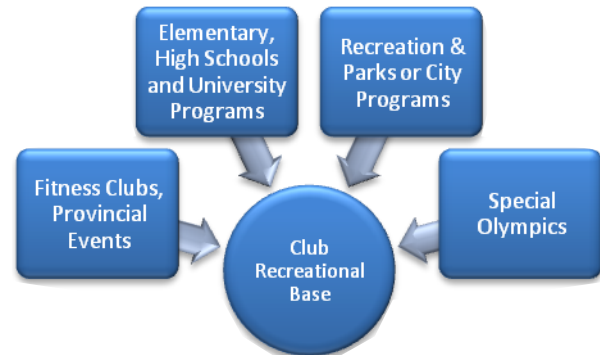 Elementary,
High Schools
and University
Programs
Recreation &
Parks or City
Programs
Fitness Clubs,
Provincial
Events
Special
Olympics
Club
Recreational
Base